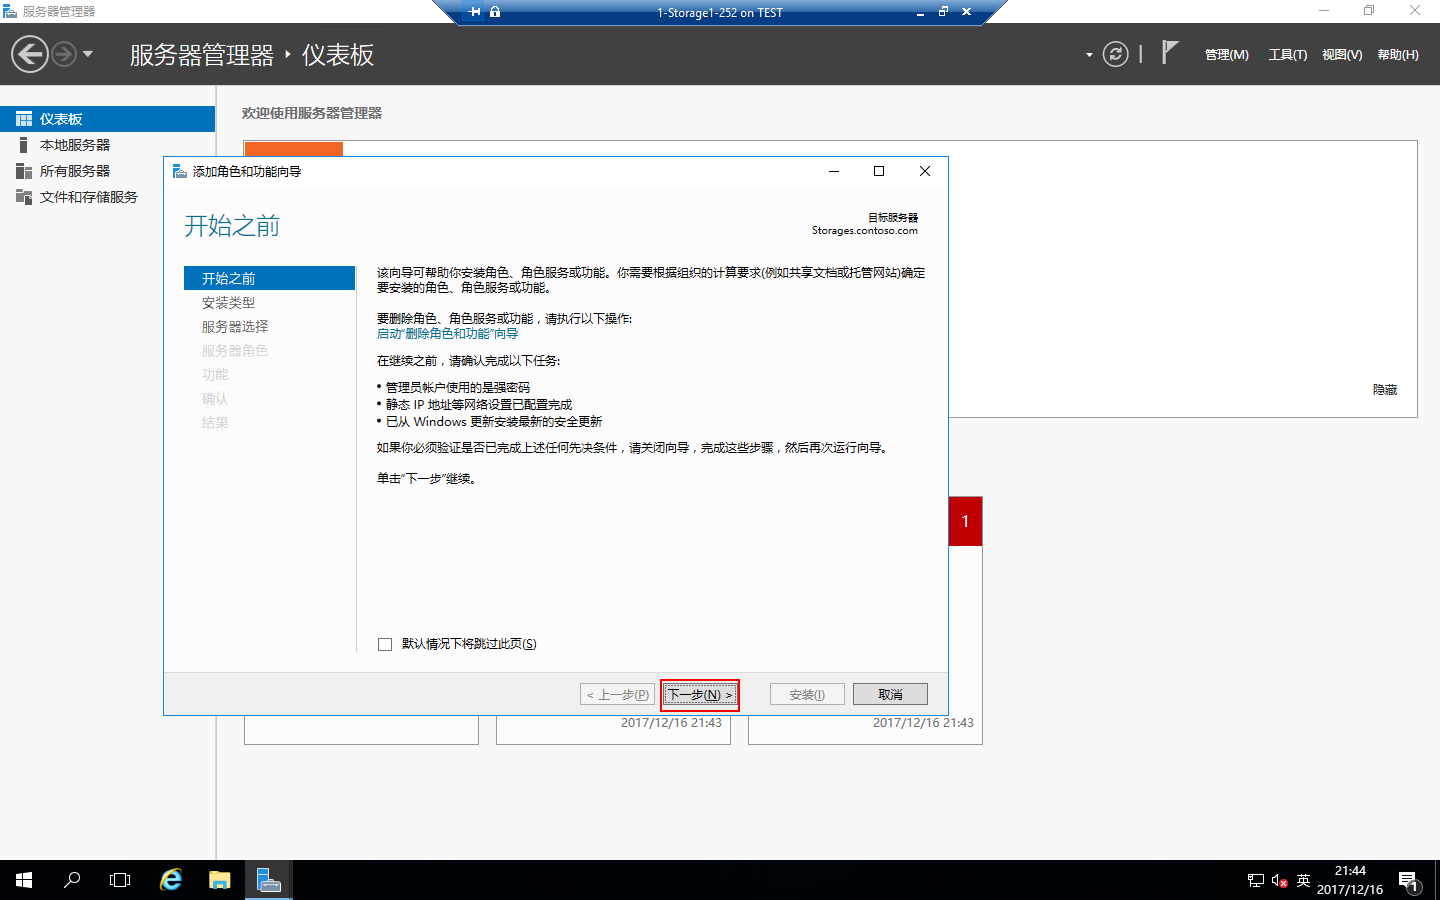 服务器管理器
1-Storage1-252 on TEST
服务器管理器 ‣ 仪表板
管理(M) 工具(T) 视图(V) 帮助(H)
仪表板
本地服务器
所有服务器
文件和存储服务
欢迎使用服务器管理器
隐藏
1
添加角色和功能向导
开始之前
目标服务器
Storages.contoso.com
开始之前
安装类型
服务器选择
服务器角色
功能
确认
结果
该向导可帮助你安装角色、角色服务或功能。你需要根据组织的计算要求(例如共享文档或托管网站)确定
要安装的角色、角色服务或功能。
要删除角色、角色服务或功能，请执行以下操作:
启动“删除角色和功能”向导
在继续之前，请确认完成以下任务:
• 管理员帐户使用的是强密码
• 静态 IP 地址等网络设置已配置完成
• 已从 Windows 更新安装最新的安全更新
如果你必须验证是否已完成上述任何先决条件，请关闭向导，完成这些步骤，然后再次运行向导。
单击“下一步”继续。
默认情况下将跳过此页(S)
< 上一步(P) 下一步(N) > 安装(I) 取消
2017/12/16 21:43 2017/12/16 21:43
英
21:44
2017/12/16
1